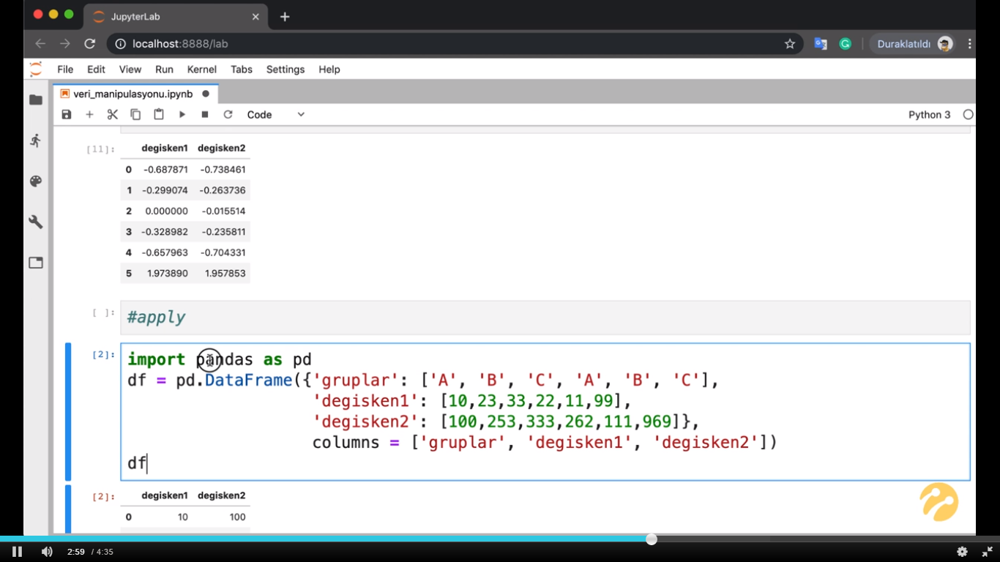 JupyterLab
localhost:8888/lab
Duraklatıldı
File Edit View Run Kernel Tabs Settings Help
veri_manipulasyonu.ipynb
Code
Python 3
[11]:
degisken1 degisken2
0 -0.687871 -0.738461
1 -0.299074 -0.263736
2 0.000000 -0.015514
3 -0.328982 -0.235811
4 -0.657963 -0.704331
5 1.973890 1.957853
[ ]: #apply
[2]: import pandas as pd
df = pd.DataFrame({'gruplar': ['A', 'B', 'C', 'A', 'B', 'C'],
'degisken1': [10,23,33,22,11,99],
'degisken2': [100,253,333,262,111,969]},
columns = ['gruplar', 'degisken1', 'degisken2'])
df
[2]: degisken1 degisken2
0 10 100
2:59 / 4:35